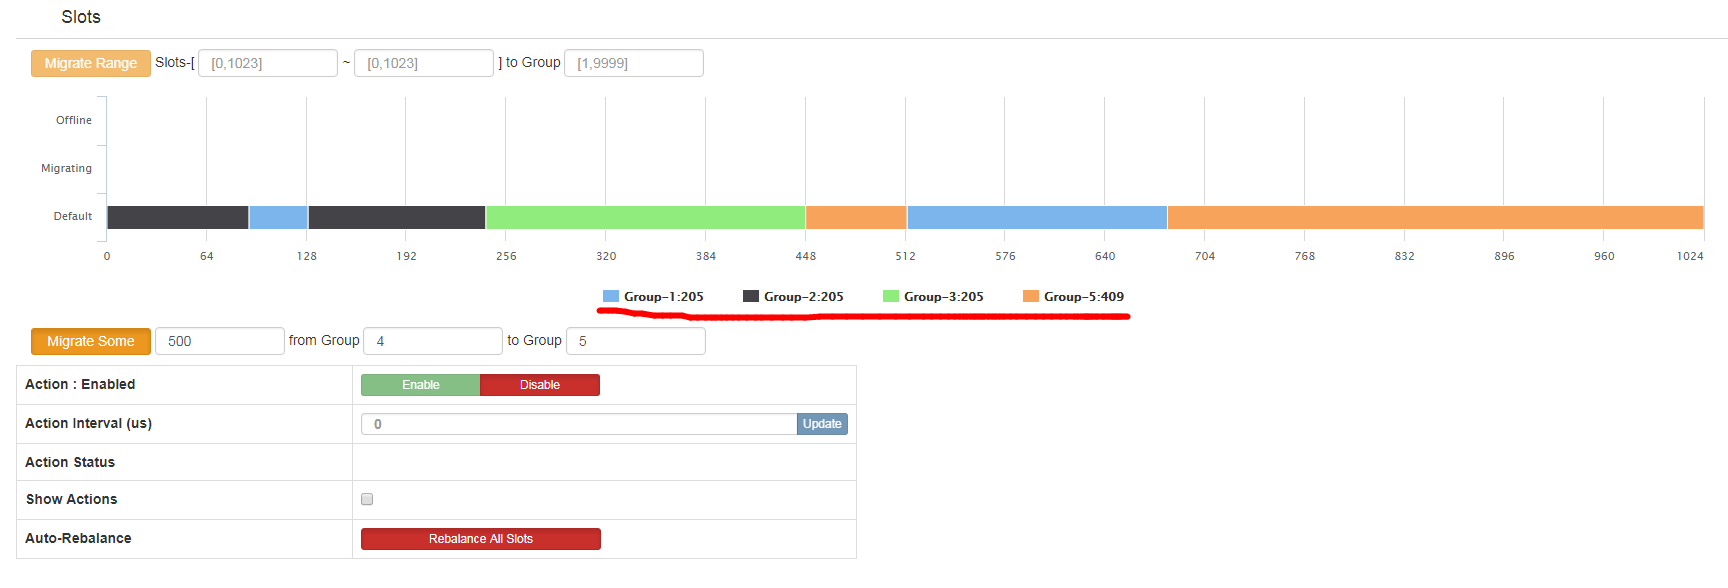 Slots
Migrate Range Slots-[ [0,1023] ~ [0,1023] ] to Group [1,9999]
Offline
Migrating
Default
0 64 128 192 256 320 384 448 512 576 640 704 768 832 896 960 1024
Group-1:205 Group-2:205 Group-3:205 Group-5:409
Migrate Some 500 from Group 4 to Group 5
Action : Enabled Enable Disable
Action Interval (us) 0 Update
Action Status
Show Actions
Auto-Rebalance Rebalance All Slots